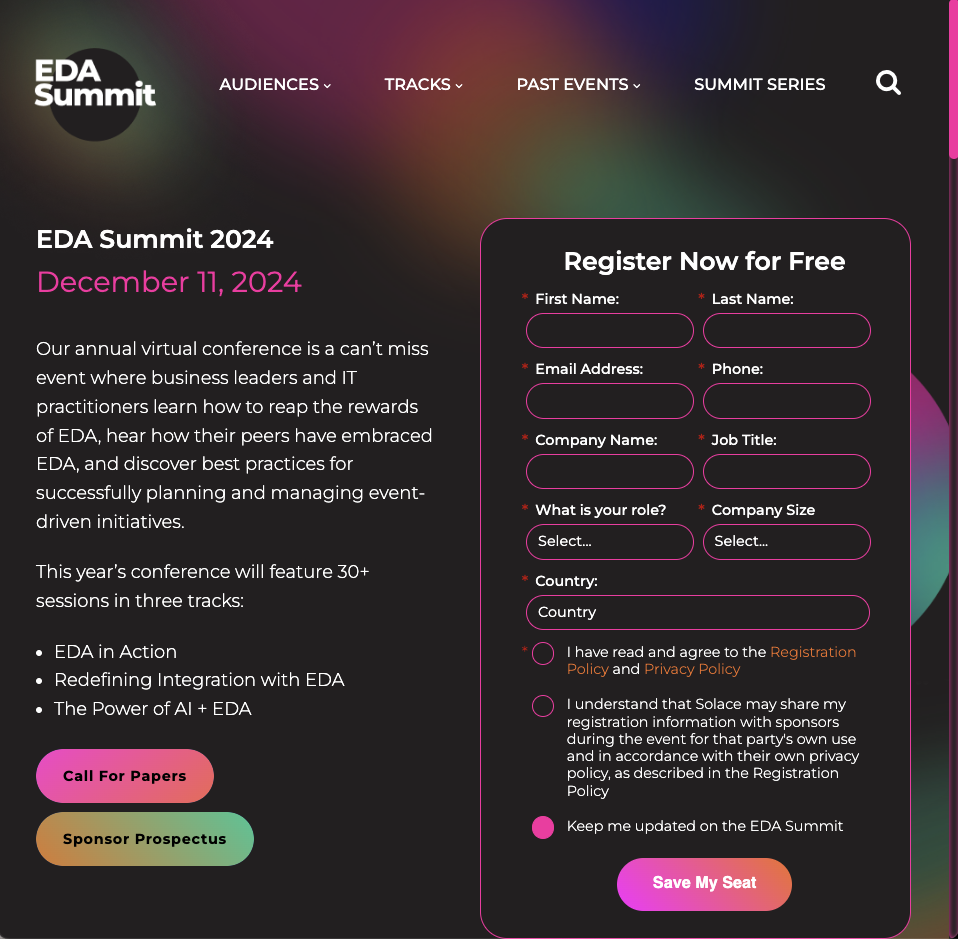 EDA
Summit
AUDIENCES
TRACKS
PAST EVENTS
SUMMIT SERIES
EDA Summit 2024
December 11, 2024
Our annual virtual conference is a can’t miss
event where business leaders and IT
practitioners learn how to reap the rewards
of EDA, hear how their peers have embraced
EDA, and discover best practices for
successfully planning and managing event-
driven initiatives.
This year’s conference will feature 30+
sessions in three tracks:
• EDA in Action
• Redefining Integration with EDA
• The Power of AI + EDA
Call For Papers
Sponsor Prospectus
Register Now for Free
* First Name:
* Last Name:
* Email Address:
* Phone:
* Company Name:
* Job Title:
* What is your role?
* Company Size
Select...
Select...
* Country:
Country
* I have read and agree to the Registration
Policy and Privacy Policy
I understand that Solace may share my
registration information with sponsors
during the event for that party's own use
and in accordance with their own privacy
policy, as described in the Registration
Policy
Keep me updated on the EDA Summit
Save My Seat